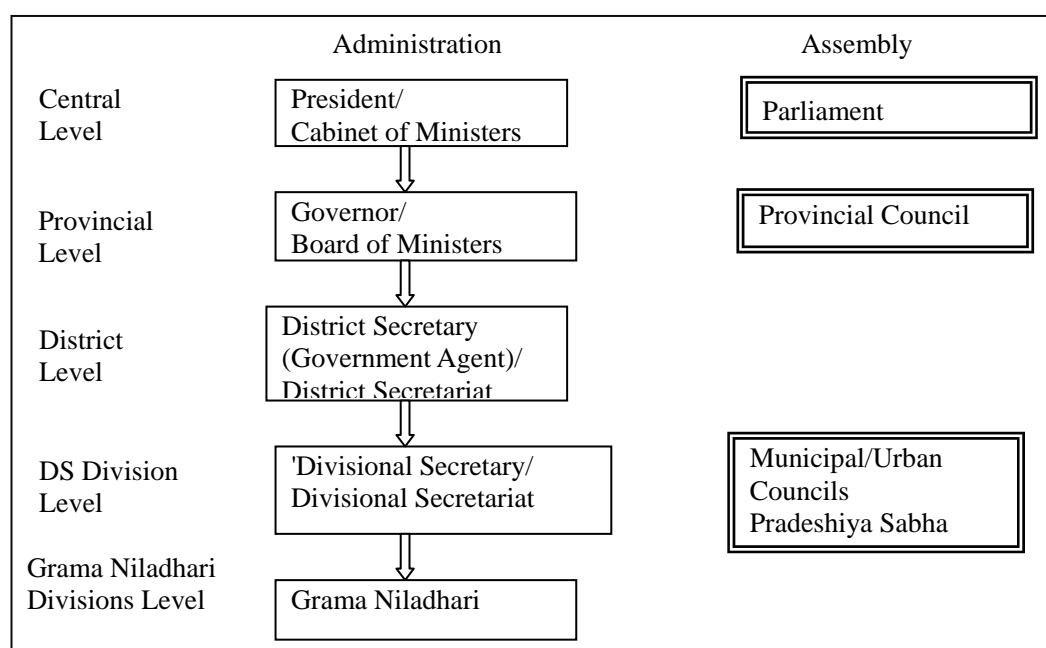 Administration
Assembly
Central
Level
President/
Cabinet of Ministers
Parliament
Provincial
Level
Governor/
Board of Ministers
Provincial Council
District
Level
District Secretary
(Government Agent)/
District Secretariat
DS Division
Level
'Divisional Secretary/
Divisional Secretariat
Municipal/Urban
Councils
Pradeshiya Sabha
Grama Niladhari
Divisions Level
Grama Niladhari